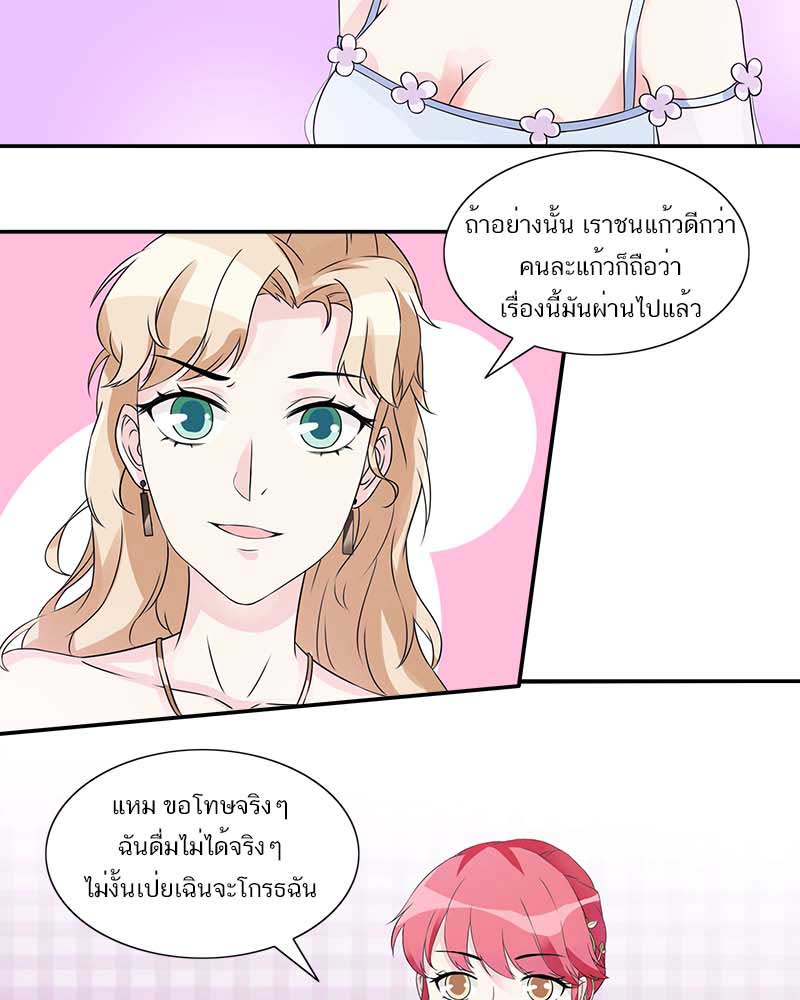 ถ้าอย่างนั้น เราชนแก้วดีกว่า
คนละแก้วก็ถือว่า
เรื่องนี้มันผ่านไปแล้ว
แหม ขอโทษจริงๆ
ฉันดื่มไม่ได้จริงๆ
ไม่งั้นเป่ยเฉินจะโกรธฉัน